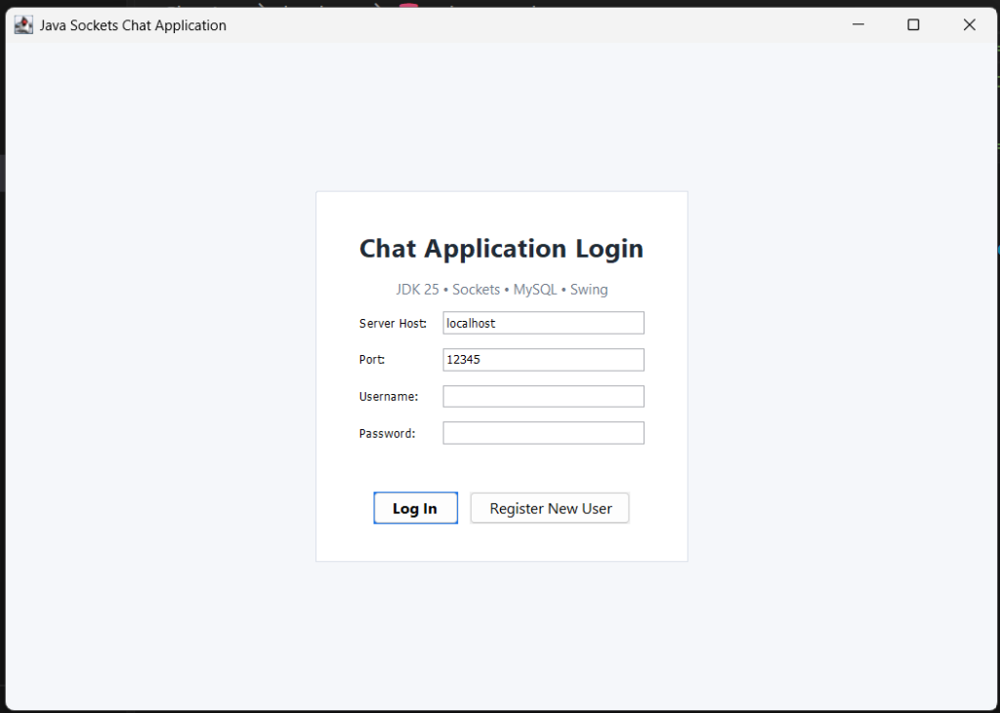 Java Sockets Chat Application
Chat Application Login
JDK 25 • Sockets • MySQL • Swing
Server Host: localhost
Port: 12345
Username:
Password:
Log In Register New User